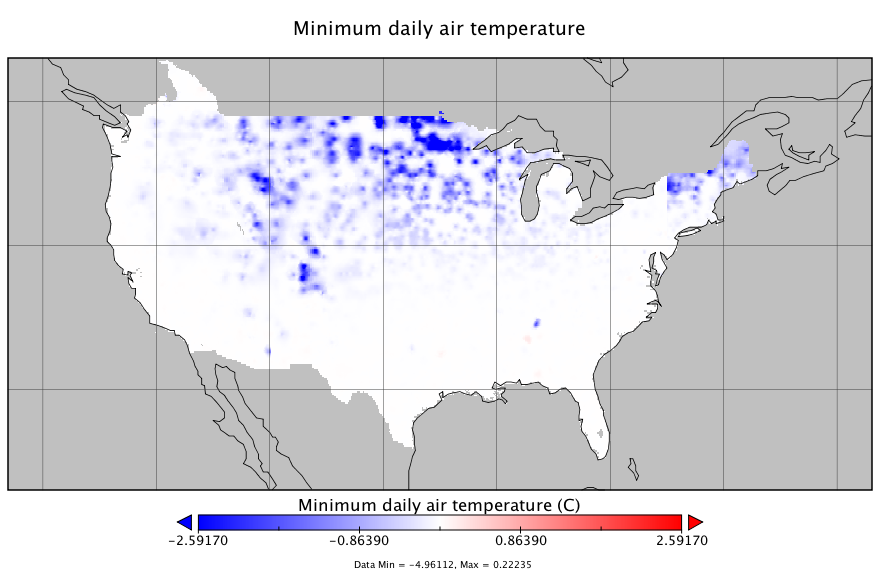 Minimum daily air temperature
Minimum daily air temperature (C)
-2.59170 -0.86390 0.86390 2.59170
Data Min = -4.96112, Max = 0.22235